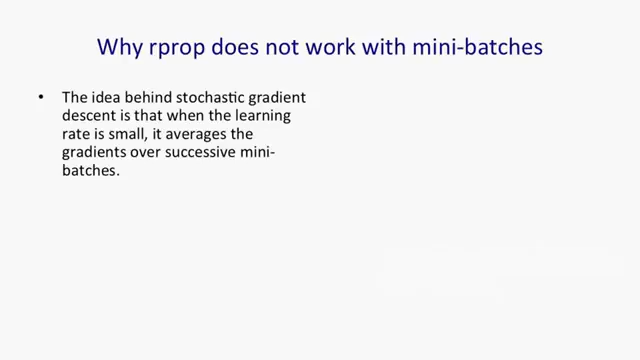 Why rprop does not work with mini-batches
• The idea behind stochastic gradient
descent is that when the learning
rate is small, it averages the
gradients over successive mini-
batches.